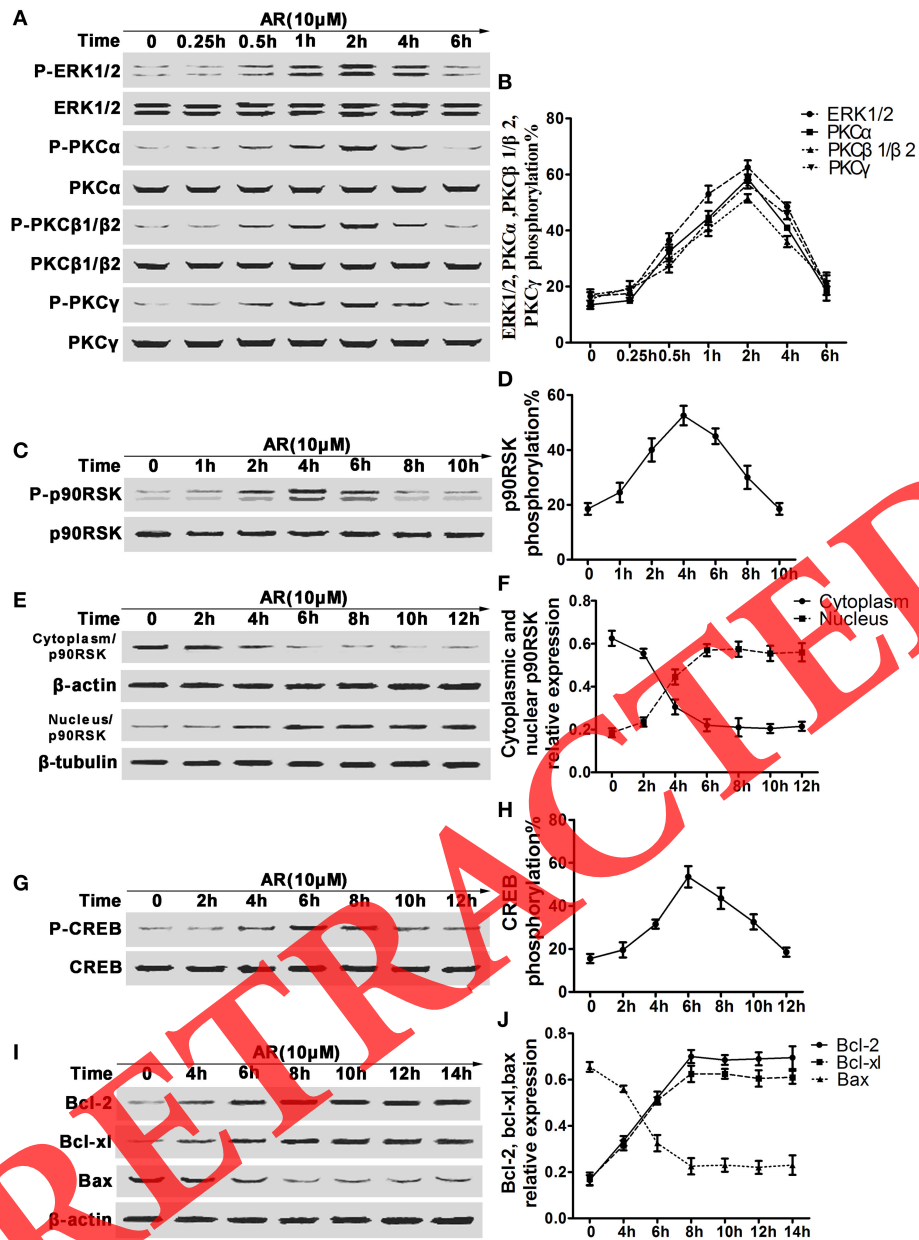 A
AR(10μM)
Time 0 0.25h 0.5h 1h 2h 4h 6h
P-ERK1/2
ERK1/2
P-PKCα
PKCα
P-PKCβ1/β2
PKCβ1/β2
P-PKCγ
PKCγ
B
ERK1/2, PKCα ,PKCβ 1/β 2,
PKCγ phosphorylation%
80
60
40
20
0
0 0.25h 0.5h 1h 2h 4h 6h
ERK1/2
PKCα
PKCβ 1/β 2
PKCγ
C
AR(10μM)
Time 0 1h 2h 4h 6h 8h 10h
P-p90RSK
p90RSK
D
p90RSK
phosphorylation%
60
40
20
0
0 1h 2h 4h 6h 8h 10h
E
AR(10μM)
Time 0 2h 4h 6h 8h 10h 12h
Cytoplasm/
p90RSK
β-actin
Nucleus/
p90RSK
β-tubulin
F
Cytoplasmic and
nuclear p90RSK
relative expression
0.8
0.6
0.4
0.2
0.0
0 2h 4h 6h 8h 10h 12h
Cytoplasm
Nucleus
G
AR(10μM)
Time 0 2h 4h 6h 8h 10h 12h
P-CREB
CREB
H
CREB
phosphorylation%
80
60
40
20
0
0 2h 4h 6h 8h 10h 12h
I
AR(10μM)
Time 0 4h 6h 8h 10h 12h 14h
Bcl-2
Bcl-xl
Bax
β-actin
J
Bcl-2, bcl-xl,bax
relative expression
0.8
0.6
0.4
0.2
0.0
0 4h 6h 8h 10h 12h 14h
Bcl-2
Bcl-xl
Bax
RETRACTED